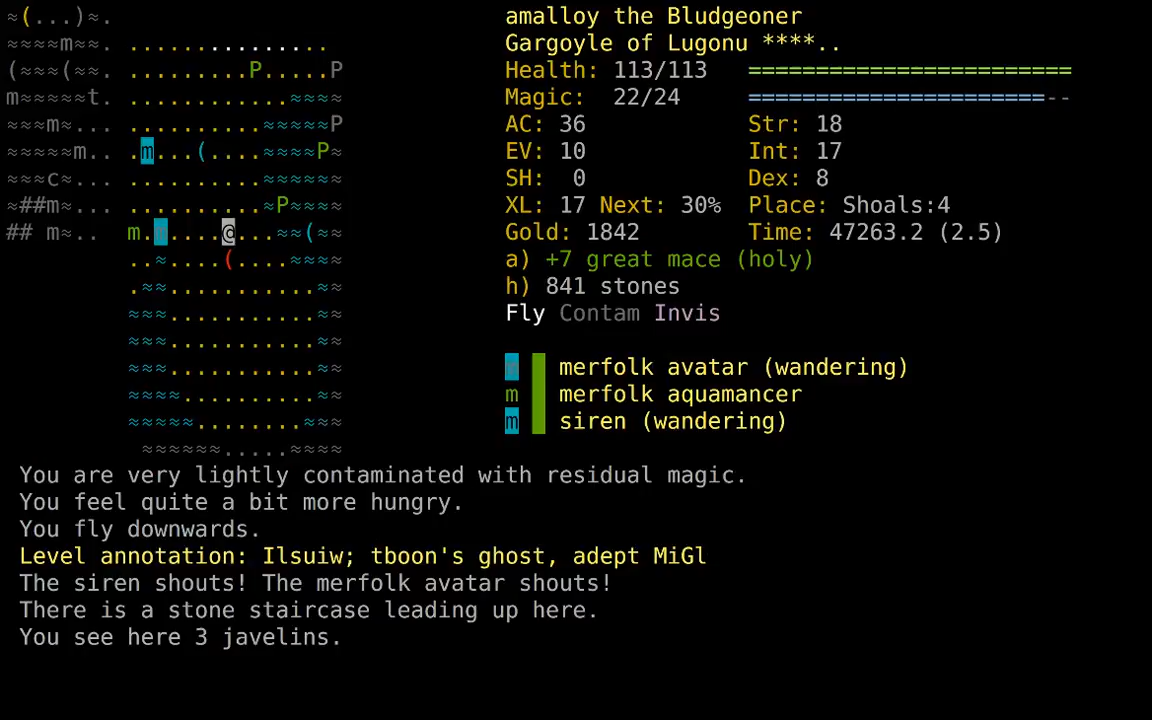 ≈(...)≈.                                amalloy the Bludgeoner
≈≈≈≈m≈≈. ...............                Gargoyle of Lugonu ****..
(≈≈≈(≈≈. .........P.....P               Health: 113/113 ========================
m≈≈≈≈≈t. ............≈≈≈≈               Magic:  22/24   ======================--
≈≈≈m≈... ..........≈≈≈≈≈P               AC: 36            Str: 18
≈≈≈≈≈m.. .m...(....≈≈≈≈P≈               EV: 10            Int: 17
≈≈≈c≈... ..........≈≈≈≈≈≈               SH:  0            Dex: 8
≈##≈m... ..........≈P≈≈≈≈               XL: 17 Next: 30%  Place: Shoals:4
## m≈..  m.m....@...≈≈(≈≈               Gold: 1842        Time: 47263.2 (2.5)
..≈....(....≈≈≈≈               a) +7 great mace (holy)
.≈≈...........≈≈               h) 841 stones
≈≈≈...........≈≈               Fly Contam Invis
≈≈≈...........≈≈
≈≈≈...........≈≈               m   merfolk avatar (wandering)
≈≈≈≈..........≈≈               m   merfolk aquamancer
≈≈≈≈≈........≈≈≈               m   siren (wandering)
≈≈≈≈≈≈.....≈≈≈≈
You are very lightly contaminated with residual magic.
You feel quite a bit more hungry.
You fly downwards.
Level annotation: Ilsuiw; tboon's ghost, adept MiGl
The siren shouts! The merfolk avatar shouts!
There is a stone staircase leading up here.
You see here 3 javelins.